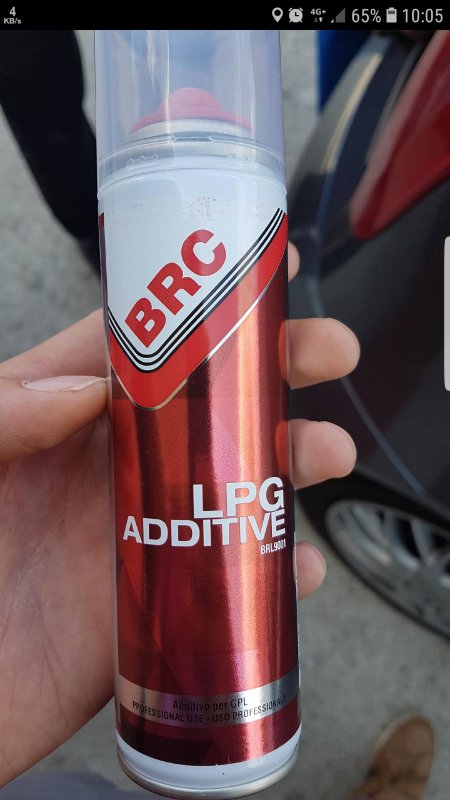 4
KB/s
4G+
65%
10:05
BRC
LPG
ADDITIVE
BRL9001
Additivo per GPL
PROFESSIONAL USE - USO PROFESSIONALE